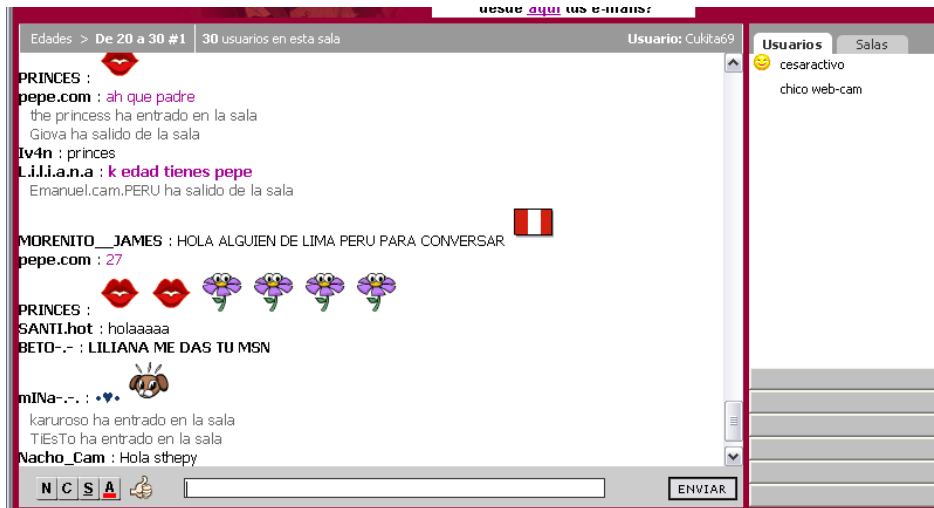 desde aquí tus e-mails?
Edades > De 20 a 30 #1 30 usuarios en esta sala Usuario: Cukita69
Usuarios Salas
cesaractivo
chico web-cam
PRINCES :
pepe.com : ah que padre
the princess ha entrado en la sala
Giova ha salido de la sala
Iv4n : princes
L.i.l.i.a.n.a : k edad tienes pepe
Emanuel.cam.PERU ha salido de la sala
MORENITO__JAMES : HOLA ALGUIEN DE LIMA PERU PARA CONVERSAR
pepe.com : 27
PRINCES :
SANTI.hot : holaaaaa
BETO-.- : LILIANA ME DAS TU MSN
mINa-.-. : •♥•
karuroso ha entrado en la sala
TiEsTo ha entrado en la sala
Nacho_Cam : Hola sthepy
N C S A ENVIAR